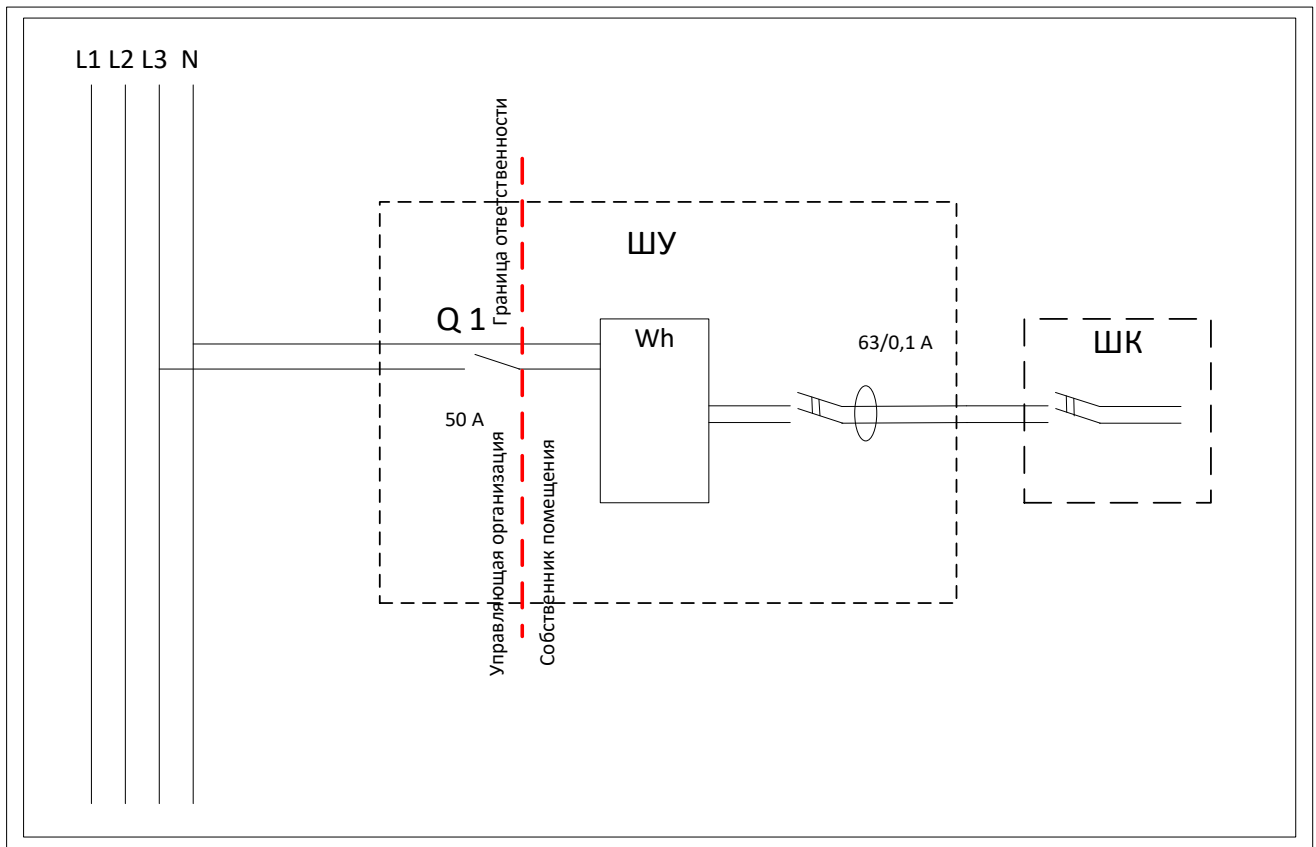 L1 L2 L3 N
Граница ответственности
ШУ
Q 1
Wh
63/0,1 А
ШК
50 А
Управляющая организация
Собственник помещения